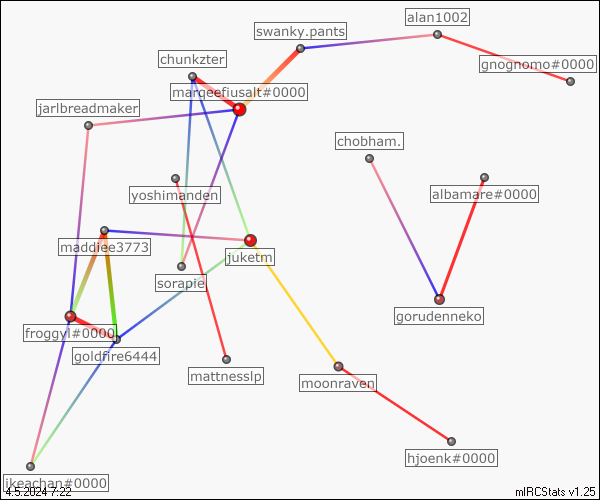 alan1002
swanky.pants
chunkzter
gnognomo#0000
marqeefiusalt#0000
jarlbreadmaker
chobham.
yoshimanden
albamare#0000
maddiee3773
juketm
sorapie
gorudenneko
froggyl#0000
goldfire6444
mattnesslp
moonraven
hjoenk#0000
ikeachan#0000
4.5.2024 7:22
mIRCStats v1.25